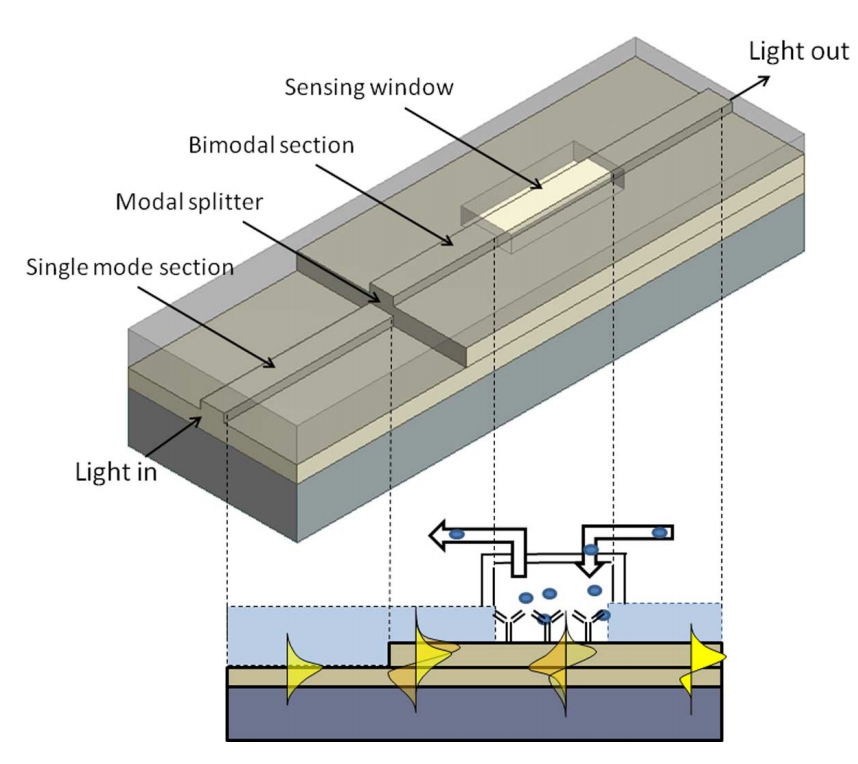 Light out
Sensing window
Bimodal section
Modal splitter
Single mode section
Light in